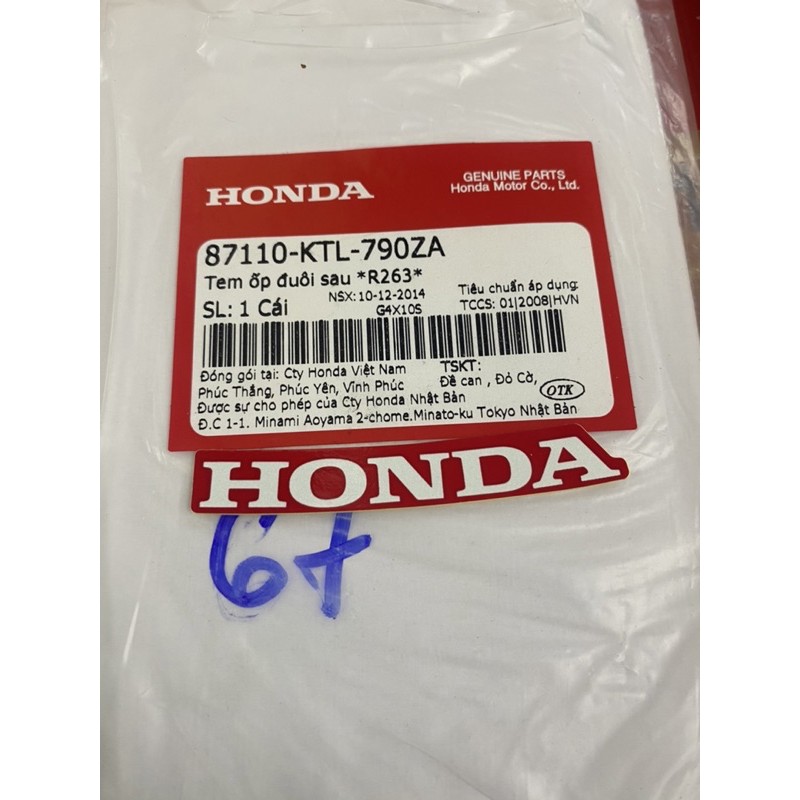 HONDA
GENUINE PARTS
Honda Motor Co., Ltd.
87110-KTL-790ZA
Tem ốp đuôi sau *R263*
SL: 1 Cái
NSX: 10-12-2014
G4X10S
Tiêu chuẩn áp dụng:
TCCS: 01|2008|HVN
Đóng gói tại: Cty Honda Việt Nam
Phúc Thắng, Phúc Yên, Vĩnh Phúc
Được sự cho phép của Cty Honda Nhật Bản
Đ.C 1-1. Minami Aoyama 2-chome.Minato-ku Tokyo Nhật Bản
TSKT:
Đề can , Đỏ Cờ,
OTK
HONDA
67